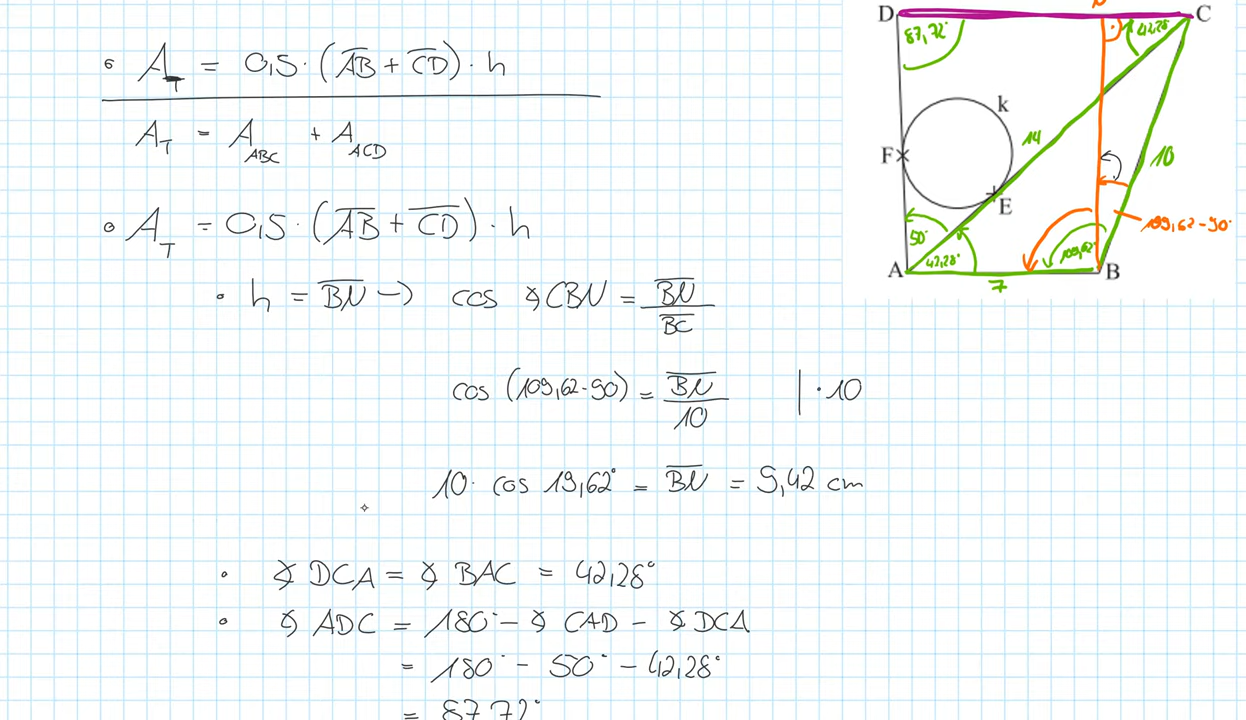 A_T = 0,5 · (AB + CD) · h
A_T = A_ABC + A_ACD
A_T = 0,5 · (AB + CD) · h
h = BN → cos ∢CBN = BN / BC
cos (109,62-90) = BN / 10 | · 10
10 · cos 19,62° = BN = 9,42 cm
∢ DCA = ∢ BAC = 42,28°
∢ ADC = 180° - ∢ CAD - ∢ DCA
= 180° - 50° - 42,28°
= 87,72°
D
C
87,72°
42,28°
k
14
F
10
E
50°
109,62°
109,62-90°
A
42,28°
B
7